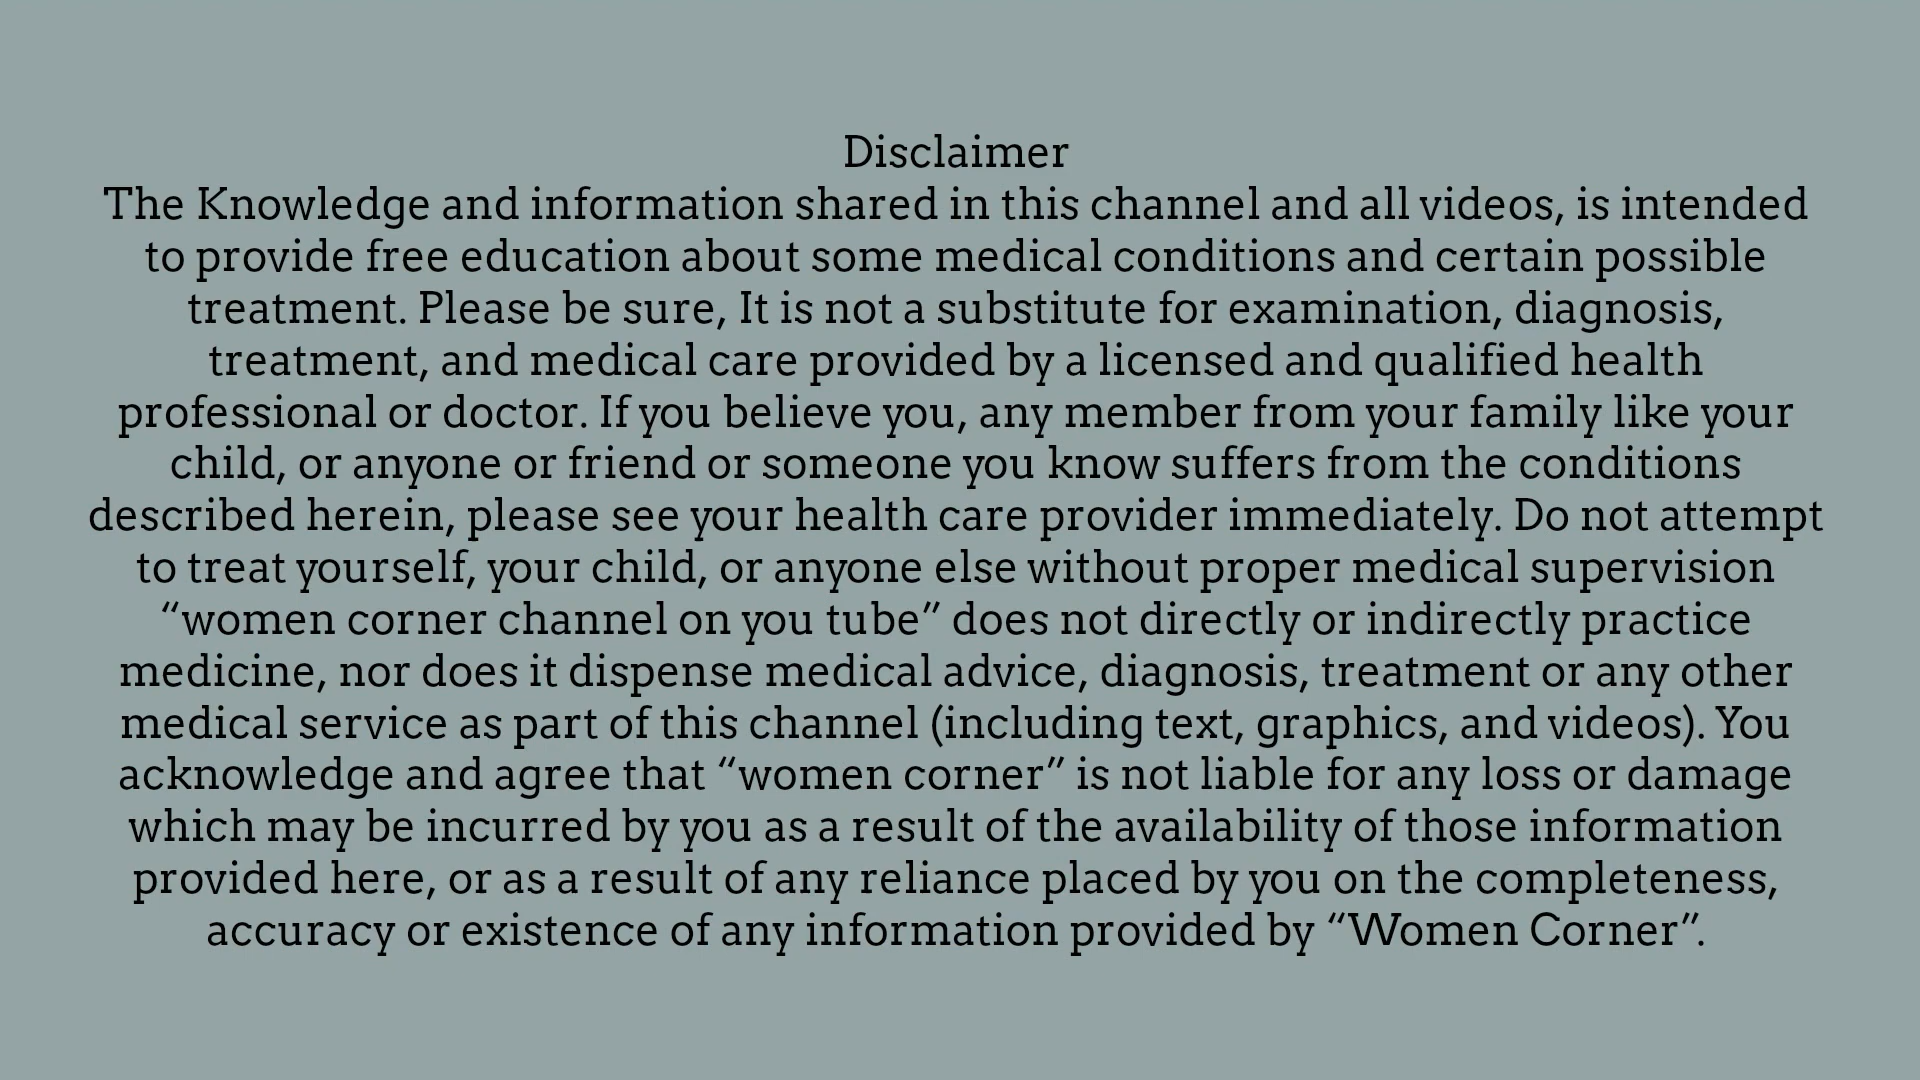 Disclaimer
The Knowledge and information shared in this channel and all videos, is intended
to provide free education about some medical conditions and certain possible
treatment. Please be sure, It is not a substitute for examination, diagnosis,
treatment, and medical care provided by a licensed and qualified health
professional or doctor. If you believe you, any member from your family like your
child, or anyone or friend or someone you know suffers from the conditions
described herein, please see your health care provider immediately. Do not attempt
to treat yourself, your child, or anyone else without proper medical supervision
“women corner channel on you tube” does not directly or indirectly practice
medicine, nor does it dispense medical advice, diagnosis, treatment or any other
medical service as part of this channel (including text, graphics, and videos). You
acknowledge and agree that “women corner” is not liable for any loss or damage
which may be incurred by you as a result of the availability of those information
provided here, or as a result of any reliance placed by you on the completeness,
accuracy or existence of any information provided by “Women Corner”.